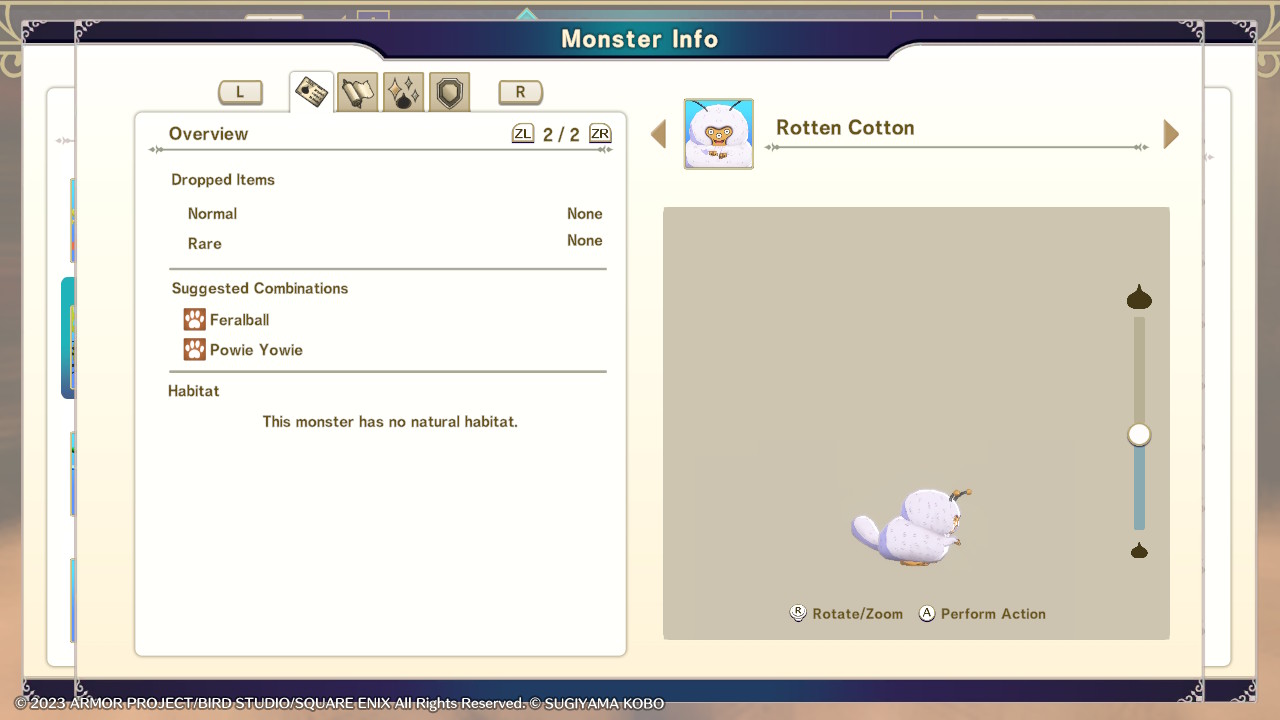 Monster Info
L
R
Overview
ZL 2 / 2 ZR
Dropped Items
Normal None
Rare None
Suggested Combinations
Feralball
Powie Yowie
Habitat
This monster has no natural habitat.
Rotten Cotton
R Rotate/Zoom A Perform Action
© 2023 ARMOR PROJECT/BIRD STUDIO/SQUARE ENIX All Rights Reserved. © SUGIYAMA KOBO